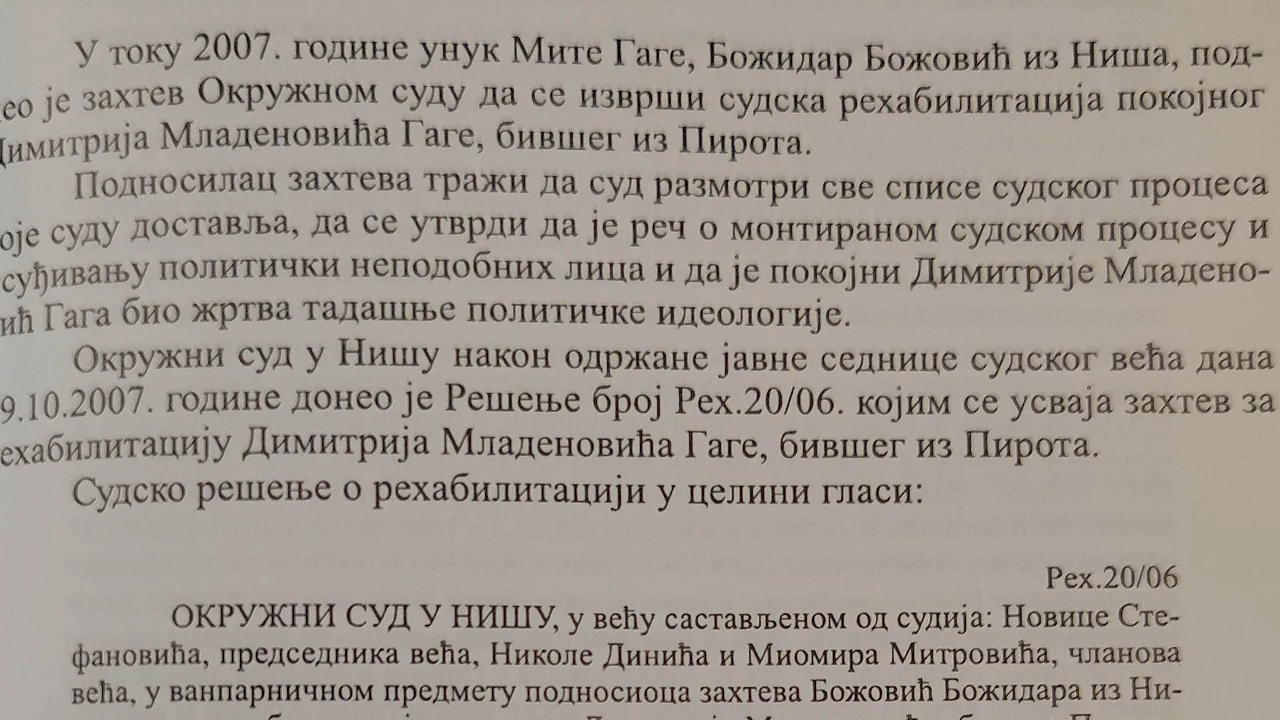 У току 2007. године унук Мите Гаге, Божидар Божовић из Ниша, под-
ео је захтев Окружном суду да се изврши судска рехабилитација покојног
имитрија Младеновића Гаге, бившег из Пирота.
Подносилац захтева тражи да суд размотри све списе судског процеса
оје суду доставља, да се утврди да је реч о монтираном судском процесу и
суђивању политички неподобних лица и да је покојни Димитрије Младено-
ић Гага био жртва тадашње политичке идеологије.
Окружни суд у Нишу након одржане јавне седнице судског већа дана
9.10.2007. године донео је Решење број Рех.20/06. којим се усваја захтев за
ехабилитацију Димитрија Младеновића Гаге, бившег из Пирота.
Судско решење о рехабилитацији у целини гласи:
Рех.20/06
ОКРУЖНИ СУД У НИШУ, у већу састављеном од судија: Новице Сте-
фановића, председника већа, Николе Динића и Миомира Митровића, чланова
већа, у ванпарничном предмету подносиоца захтева Божовић Божидара из Ни-